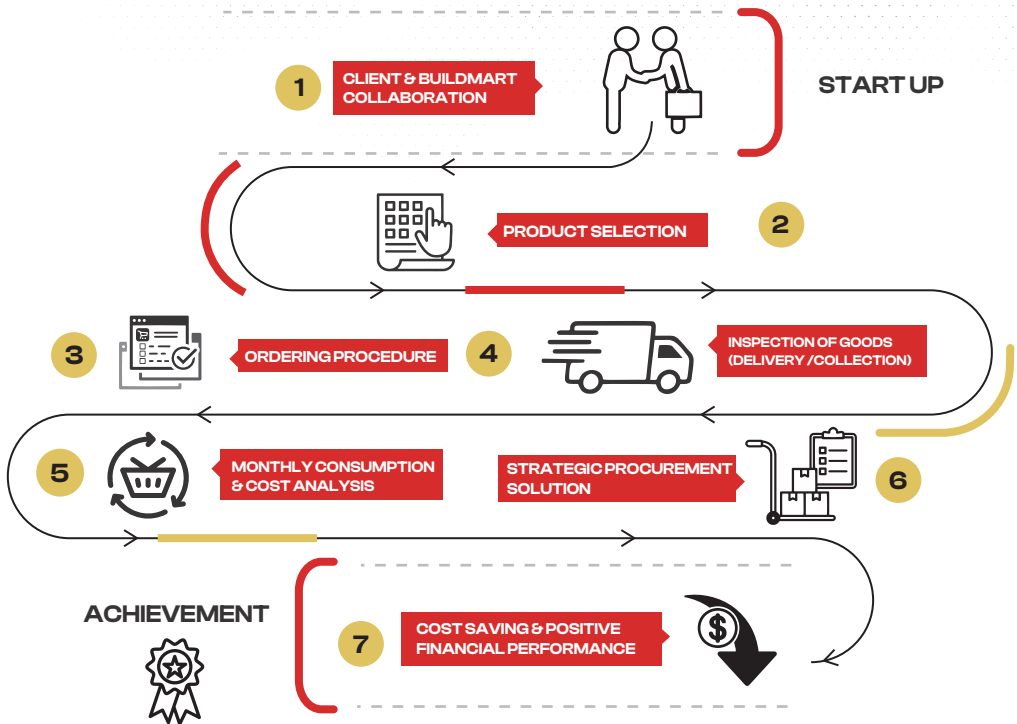 1
CLIENT & BUILDMART
COLLABORATION
START UP
PRODUCT SELECTION
2
3
ORDERING PROCEDURE
4
INSPECTION OF GOODS
(DELIVERY /COLLECTION)
5
MONTHLY CONSUMPTION
& COST ANALYSIS
STRATEGIC PROCUREMENT
SOLUTION
6
ACHIEVEMENT
7
COST SAVING & POSITIVE
FINANCIAL PERFORMANCE
$